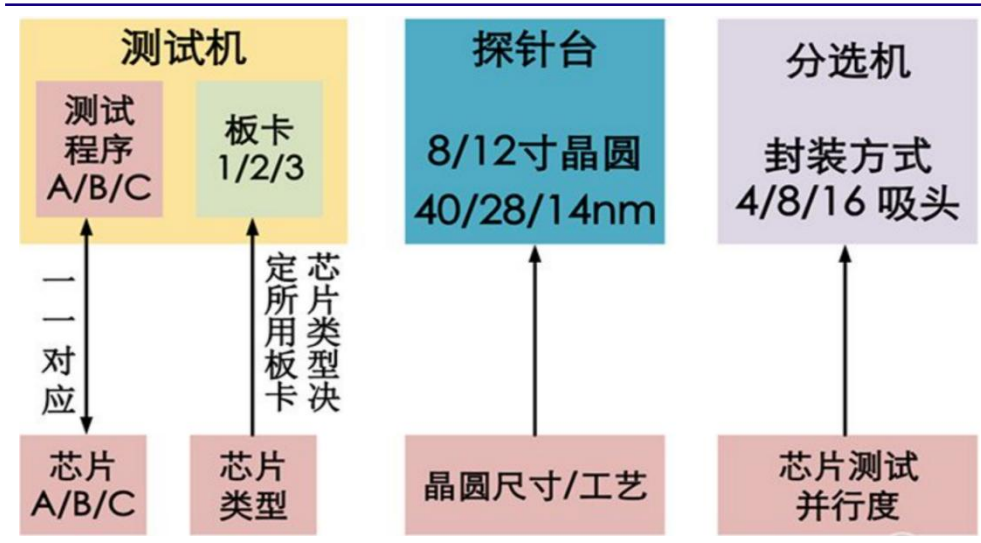 测试机
测试
程序
A/B/C
板卡
1/2/3
探针台
8/12寸晶圆
40/28/14nm
分选机
封装方式
4/8/16 吸头
一一对应
芯片类型决
定所用板卡
芯片
A/B/C
芯片
类型
晶圆尺寸/工艺
芯片测试
并行度